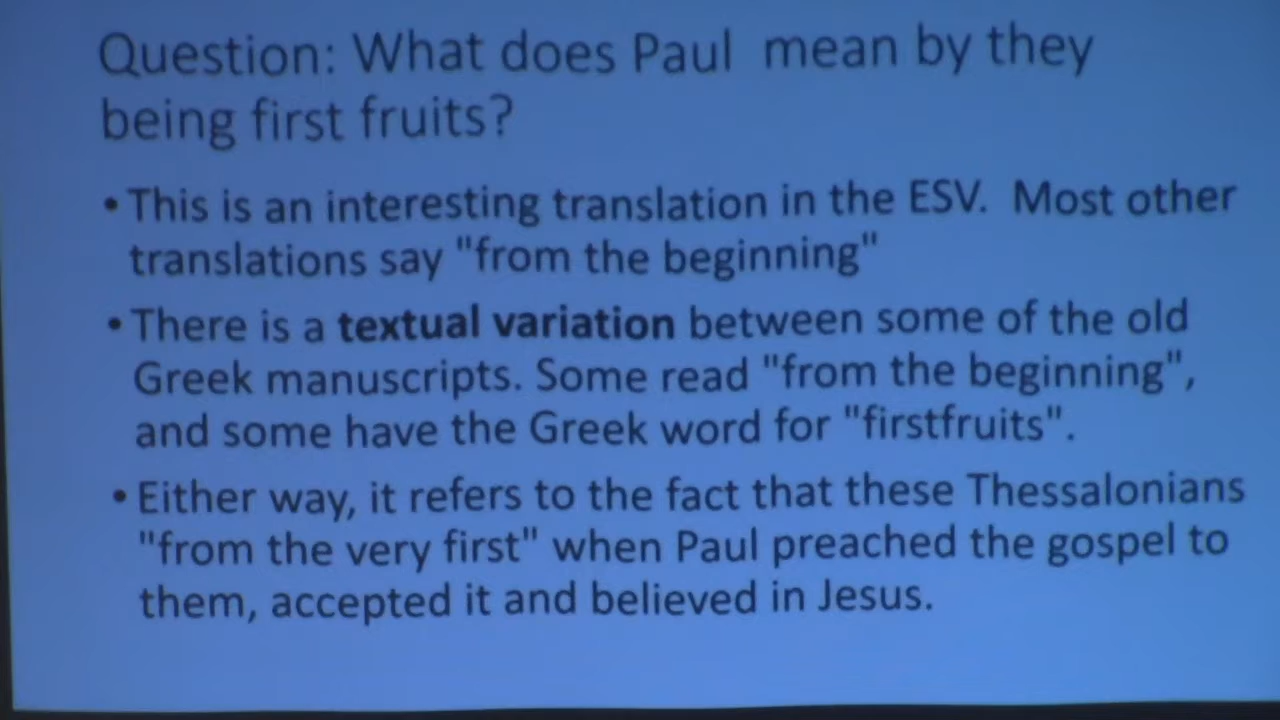 Question: What does Paul mean by they
being first fruits?
• This is an interesting translation in the ESV. Most other
translations say "from the beginning"
• There is a textual variation between some of the old
Greek manuscripts. Some read "from the beginning",
and some have the Greek word for "firstfruits".
• Either way, it refers to the fact that these Thessalonians
"from the very first" when Paul preached the gospel to
them, accepted it and believed in Jesus.